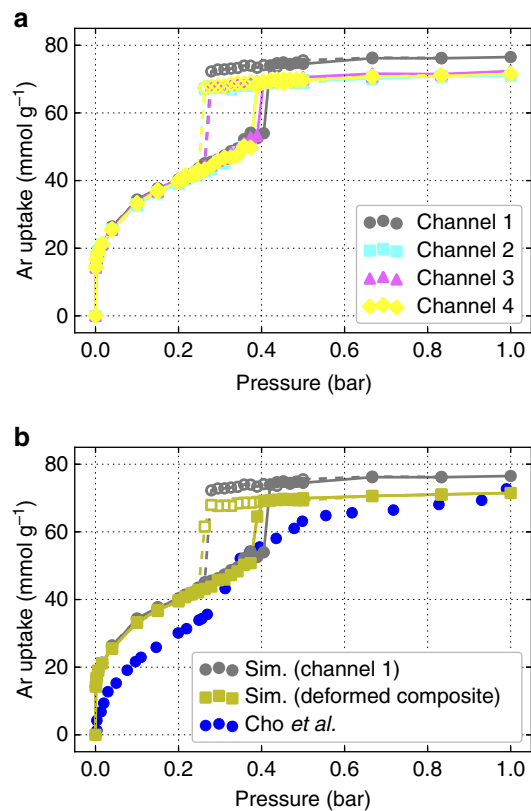 a
80
60
40
20
0
Ar uptake (mmol g⁻¹)
Channel 1
Channel 2
Channel 3
Channel 4
0.0 0.2 0.4 0.6 0.8 1.0
Pressure (bar)
b
80
60
40
20
0
Ar uptake (mmol g⁻¹)
Sim. (channel 1)
Sim. (deformed composite)
Cho et al.
0.0 0.2 0.4 0.6 0.8 1.0
Pressure (bar)